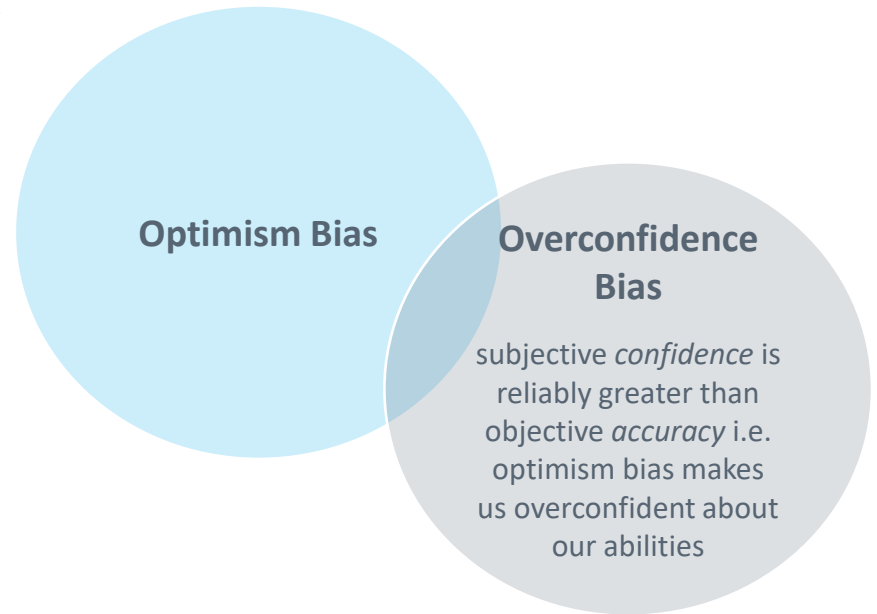 Optimism Bias
Overconfidence
Bias
subjective confidence is
reliably greater than
objective accuracy i.e.
optimism bias makes
us overconfident about
our abilities